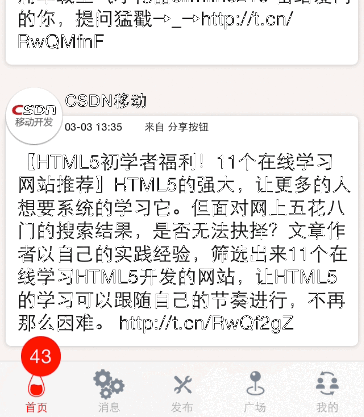 的你，提问猛戳→_→http://t.cn/
RwQMfnF
CSDN移动
CSDN
移动开发
03-03 13:35 来自 分享按钮
〖HTML5初学者福利！11个在线学习
网站推荐〗HTML5的强大，让更多的人
想要系统的学习它。但面对网上五花八
门的搜索结果，是否无法抉择？文章作
者以自己的实践经验，筛选出来11个在
线学习HTML5开发的网站，让HTML5
的学习可以跟随自己的节奏进行，不再
那么困难。 http://t.cn/RwQf2gZ
43
首页 消息 发布 广场 我的